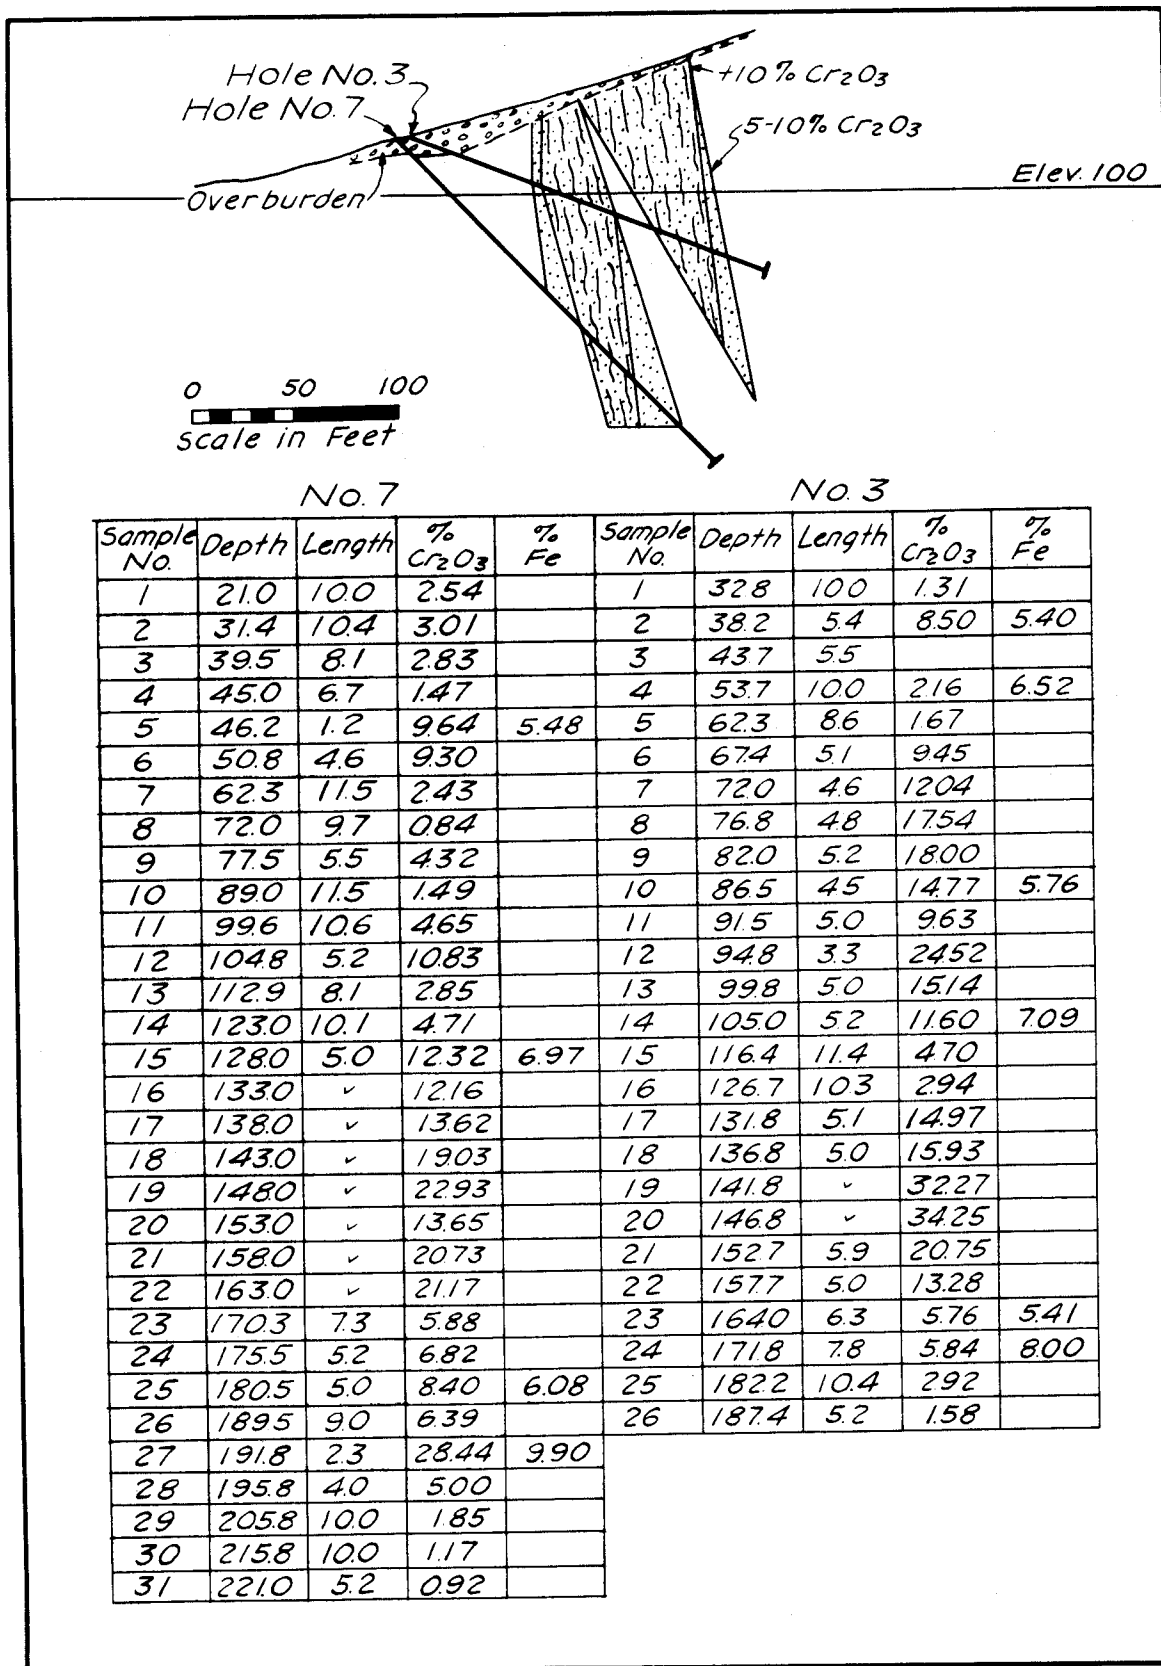 Hole No. 3
Hole No. 7
+10% Cr2O3
5-10% Cr2O3
Elev. 100
Overburden
0 50 100
scale in Feet
No. 7 No. 3
Sample No. Depth Length % Cr2O3 % Fe Sample No. Depth Length % Cr2O3 % Fe
1 21.0 10.0 2.54 1 32.8 10.0 1.31
2 31.4 10.4 3.01 2 38.2 5.4 8.50 5.40
3 39.5 8.1 2.83 3 43.7 5.5
4 45.0 6.7 1.47 4 53.7 10.0 2.16 6.52
5 46.2 1.2 9.64 5.48 5 62.3 8.6 1.67
6 50.8 4.6 9.30 6 67.4 5.1 9.45
7 62.3 11.5 2.43 7 72.0 4.6 12.04
8 72.0 9.7 0.84 8 76.8 4.8 17.54
9 77.5 5.5 4.32 9 82.0 5.2 18.00
10 89.0 11.5 1.49 10 86.5 4.5 14.77 5.76
11 99.6 10.6 4.65 11 91.5 5.0 9.63
12 104.8 5.2 10.83 12 94.8 3.3 24.52
13 112.9 8.1 2.85 13 99.8 5.0 15.14
14 123.0 10.1 4.71 14 105.0 5.2 11.60 7.09
15 128.0 5.0 12.32 6.97 15 116.4 11.4 4.70
16 133.0 ✓ 12.16 16 126.7 10.3 2.94
17 138.0 ✓ 13.62 17 131.8 5.1 14.97
18 143.0 ✓ 19.03 18 136.8 5.0 15.93
19 148.0 ✓ 22.93 19 141.8 ✓ 32.27
20 153.0 ✓ 13.65 20 146.8 ✓ 34.25
21 158.0 ✓ 20.73 21 152.7 5.9 20.75
22 163.0 ✓ 21.17 22 157.7 5.0 13.28
23 170.3 7.3 5.88 23 164.0 6.3 5.76 5.41
24 175.5 5.2 6.82 24 171.8 7.8 5.84 8.00
25 180.5 5.0 8.40 6.08 25 182.2 10.4 2.92
26 189.5 9.0 6.39 26 187.4 5.2 1.58
27 191.8 2.3 28.44 9.90
28 195.8 4.0 5.00
29 205.8 10.0 1.85
30 215.8 10.0 1.17
31 221.0 5.2 0.92